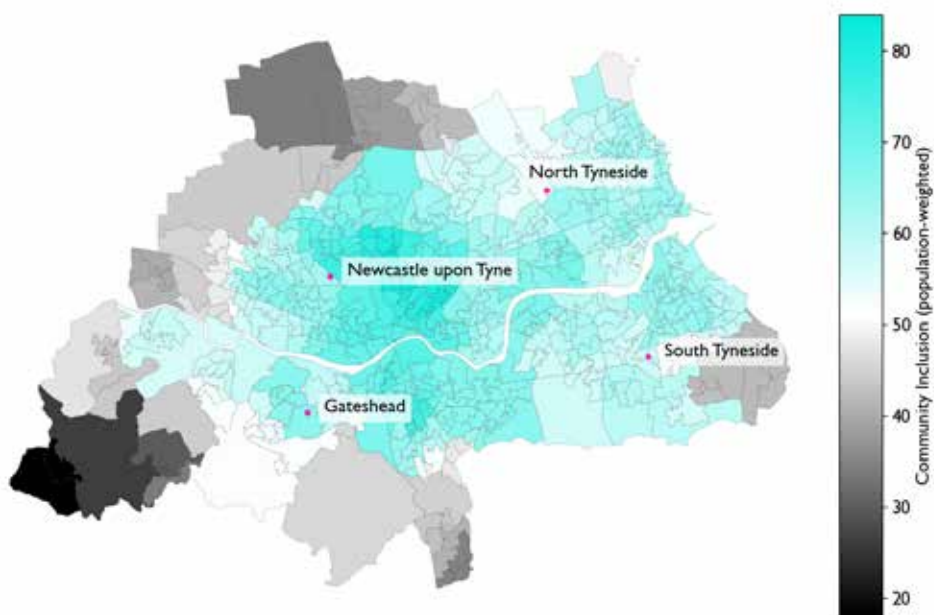 North Tyneside
Newcastle upon Tyne
South Tyneside
Gateshead
80
70
60
50
40
30
20
Community Inclusion (population-weighted)